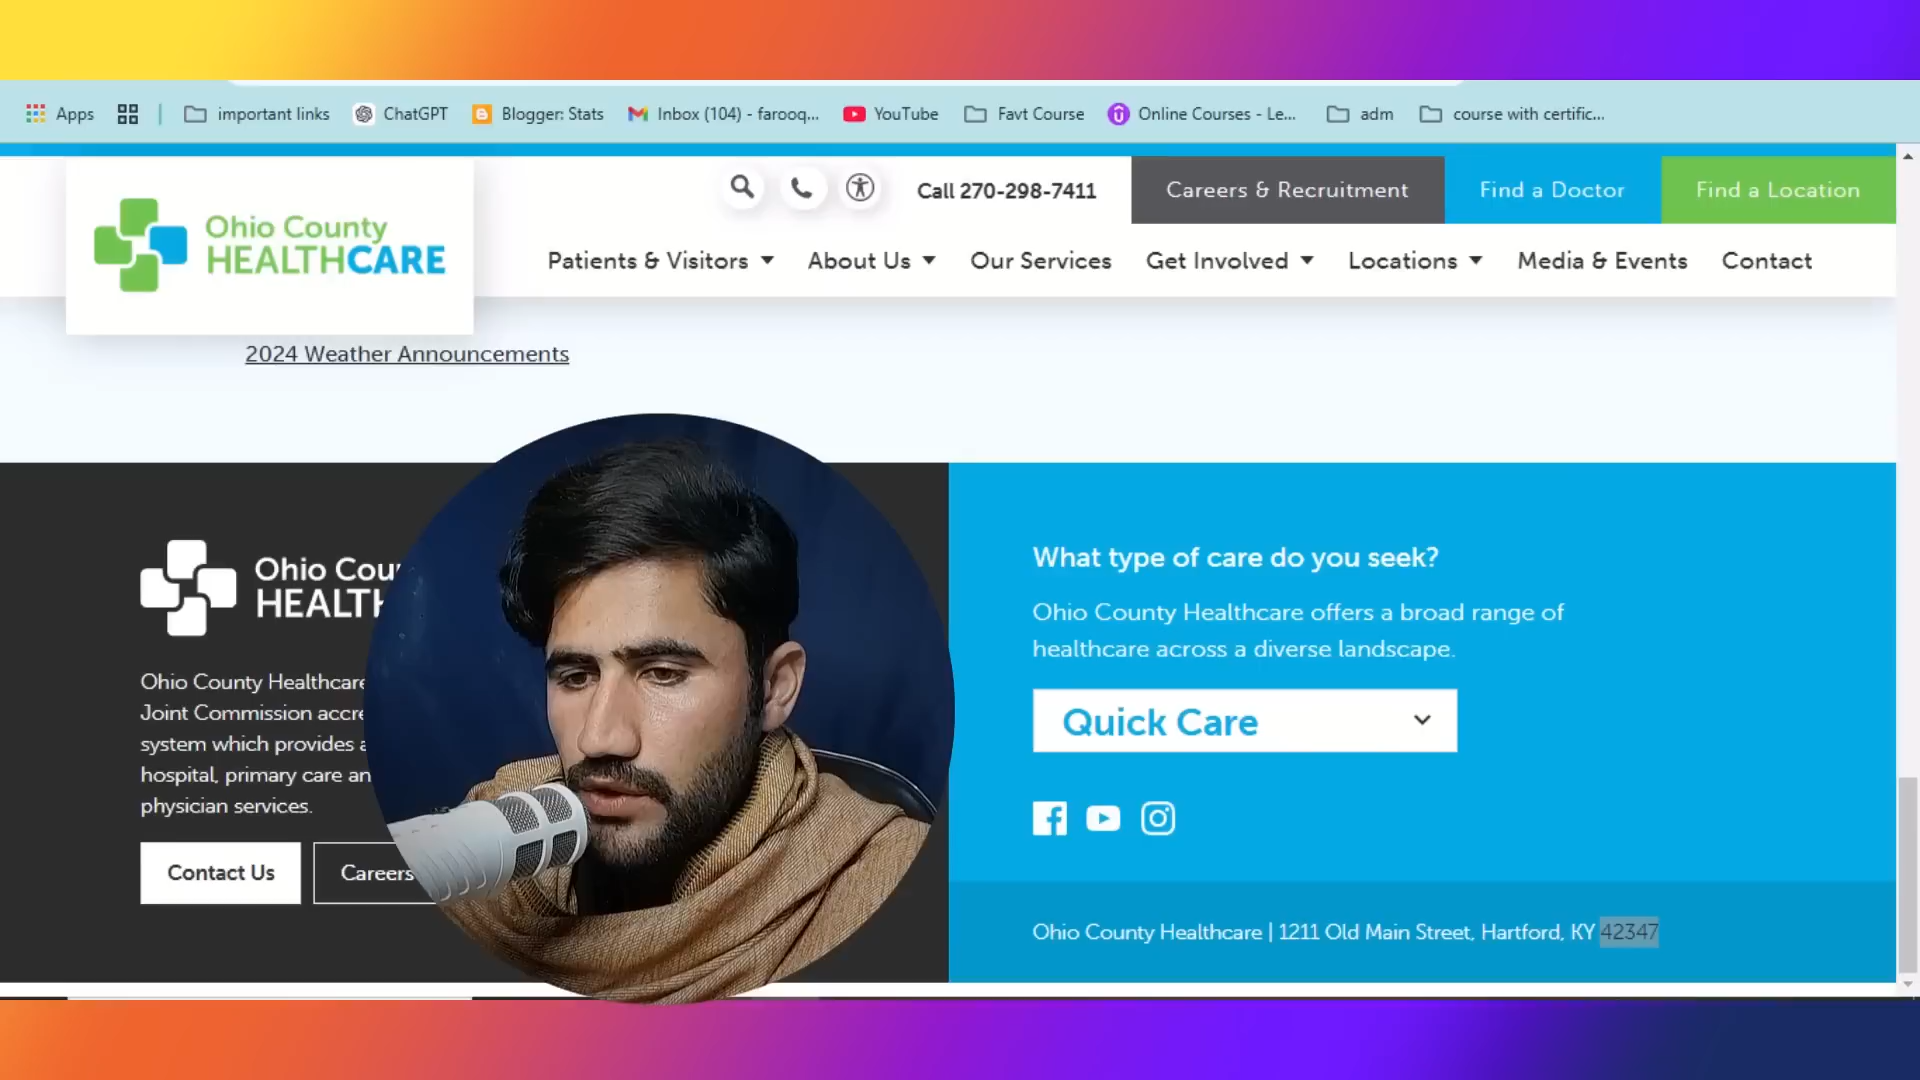 Apps
important links
ChatGPT
Blogger: Stats
Inbox (104) - farooq...
YouTube
Favt Course
Online Courses - Le...
adm
course with certific...
Call 270-298-7411
Careers & Recruitment
Find a Doctor
Find a Location
Ohio County
HEALTHCARE
Patients & Visitors
About Us
Our Services
Get Involved
Locations
Media & Events
Contact
2024 Weather Announcements
Ohio Cou
HEALTH
Ohio County Healthcare
Joint Commission accre
system which provides a
hospital, primary care an
physician services.
Contact Us
Careers
What type of care do you seek?
Ohio County Healthcare offers a broad range of
healthcare across a diverse landscape.
Quick Care
Ohio County Healthcare | 1211 Old Main Street, Hartford, KY 42347